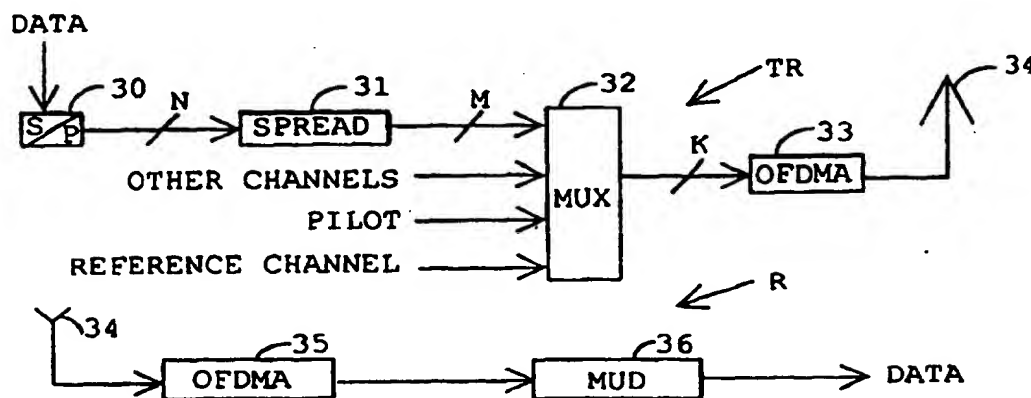 DATA
30
N
31
M
32
TR
34
S/P
SPREAD
K
33
OTHER CHANNELS
MUX
OFDMA
PILOT
REFERENCE CHANNEL
R
34
35
36
OFDMA
MUD
DATA